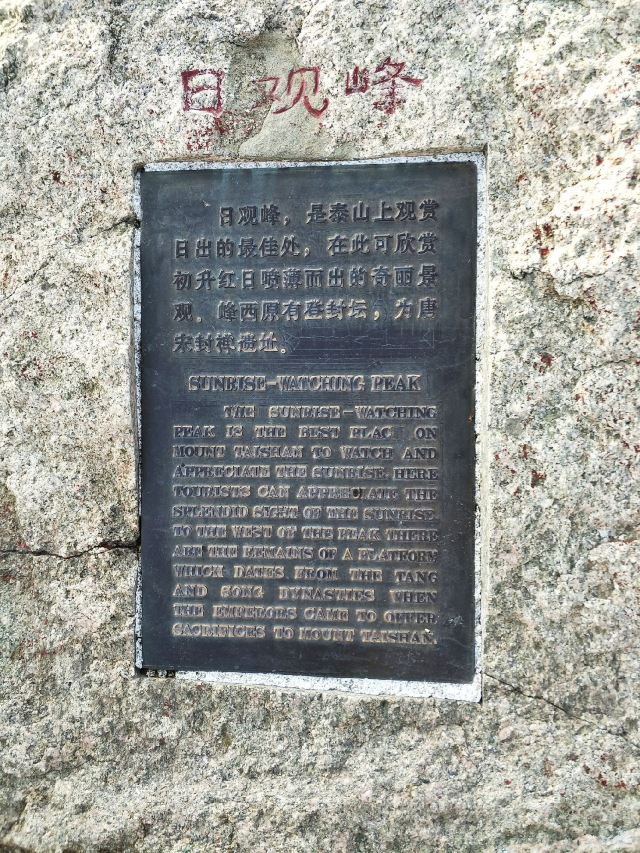 日观峰
日观峰，是泰山上观赏
日出的最佳处，在此可欣赏
初升红日喷薄而出的奇丽景
观。峰西原有登封坛，为唐
宋封禅遗址。
SUNRISE-WATCHING PEAK
THE SUNRISE-WATCHING
PEAK IS THE BEST PLAC ON
MOUNT TAISHAN TO WATCH AND
APPRECIATE THE SUNRISE. HERE
TOURISTS CAN APPRECIATE THE
SPLENDID SIGHT OF THE SUNRISE.
TO THE WEST OF THE PEAK THERE
ARE THE REMAINS OF A PLATFORM
WHICH DATES FROM THE TANG
AND SONG DYNASTIES WHEN
THE EMPERORS CAME TO OFFER
SACRIFICES TO MOUNT TAISHAN.